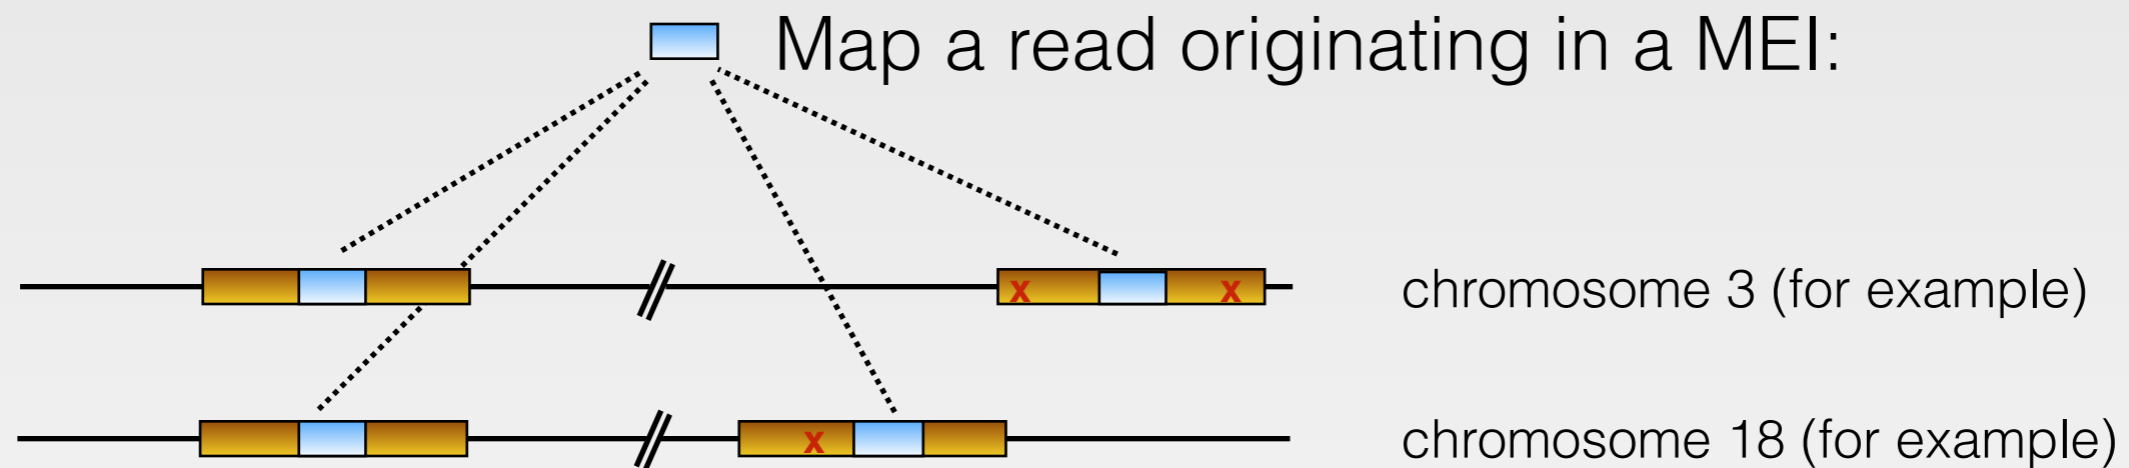 Map a read originating in a MEI:
x x chromosome 3 (for example)
x chromosome 18 (for example)